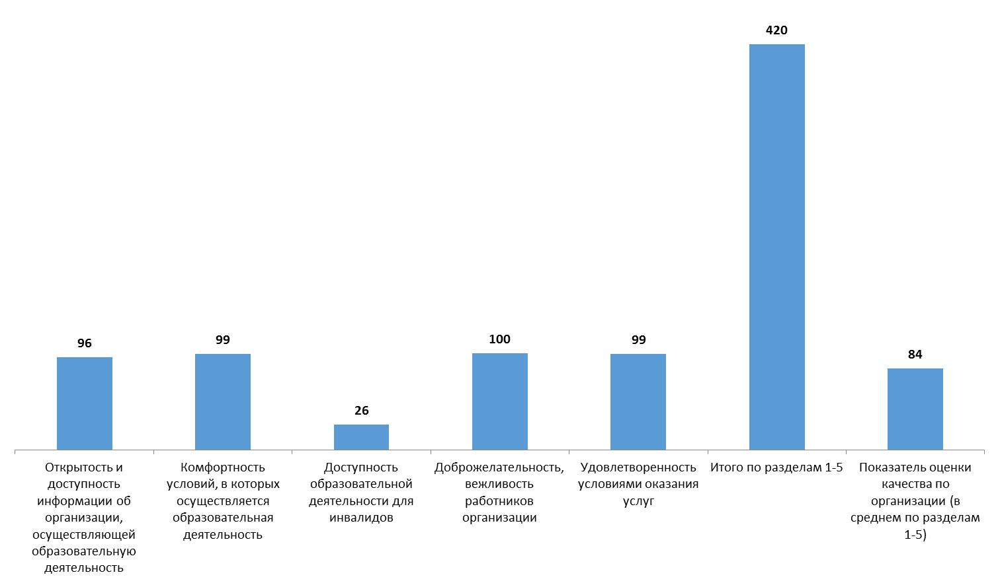 420
96
99
26
100
99
84
Открытость и
доступность
информации об
организации,
осуществляющей
образовательную
деятельность
Комфортность
условий, в которых
осуществляется
образовательная
деятельность
Доступность
образовательной
деятельности для
инвалидов
Доброжелательность,
вежливость
работников
организации
Удовлетворенность
условиями оказания
услуг
Итого по разделам 1-5
Показатель оценки
качества по
организации (в
среднем по разделам
1-5)